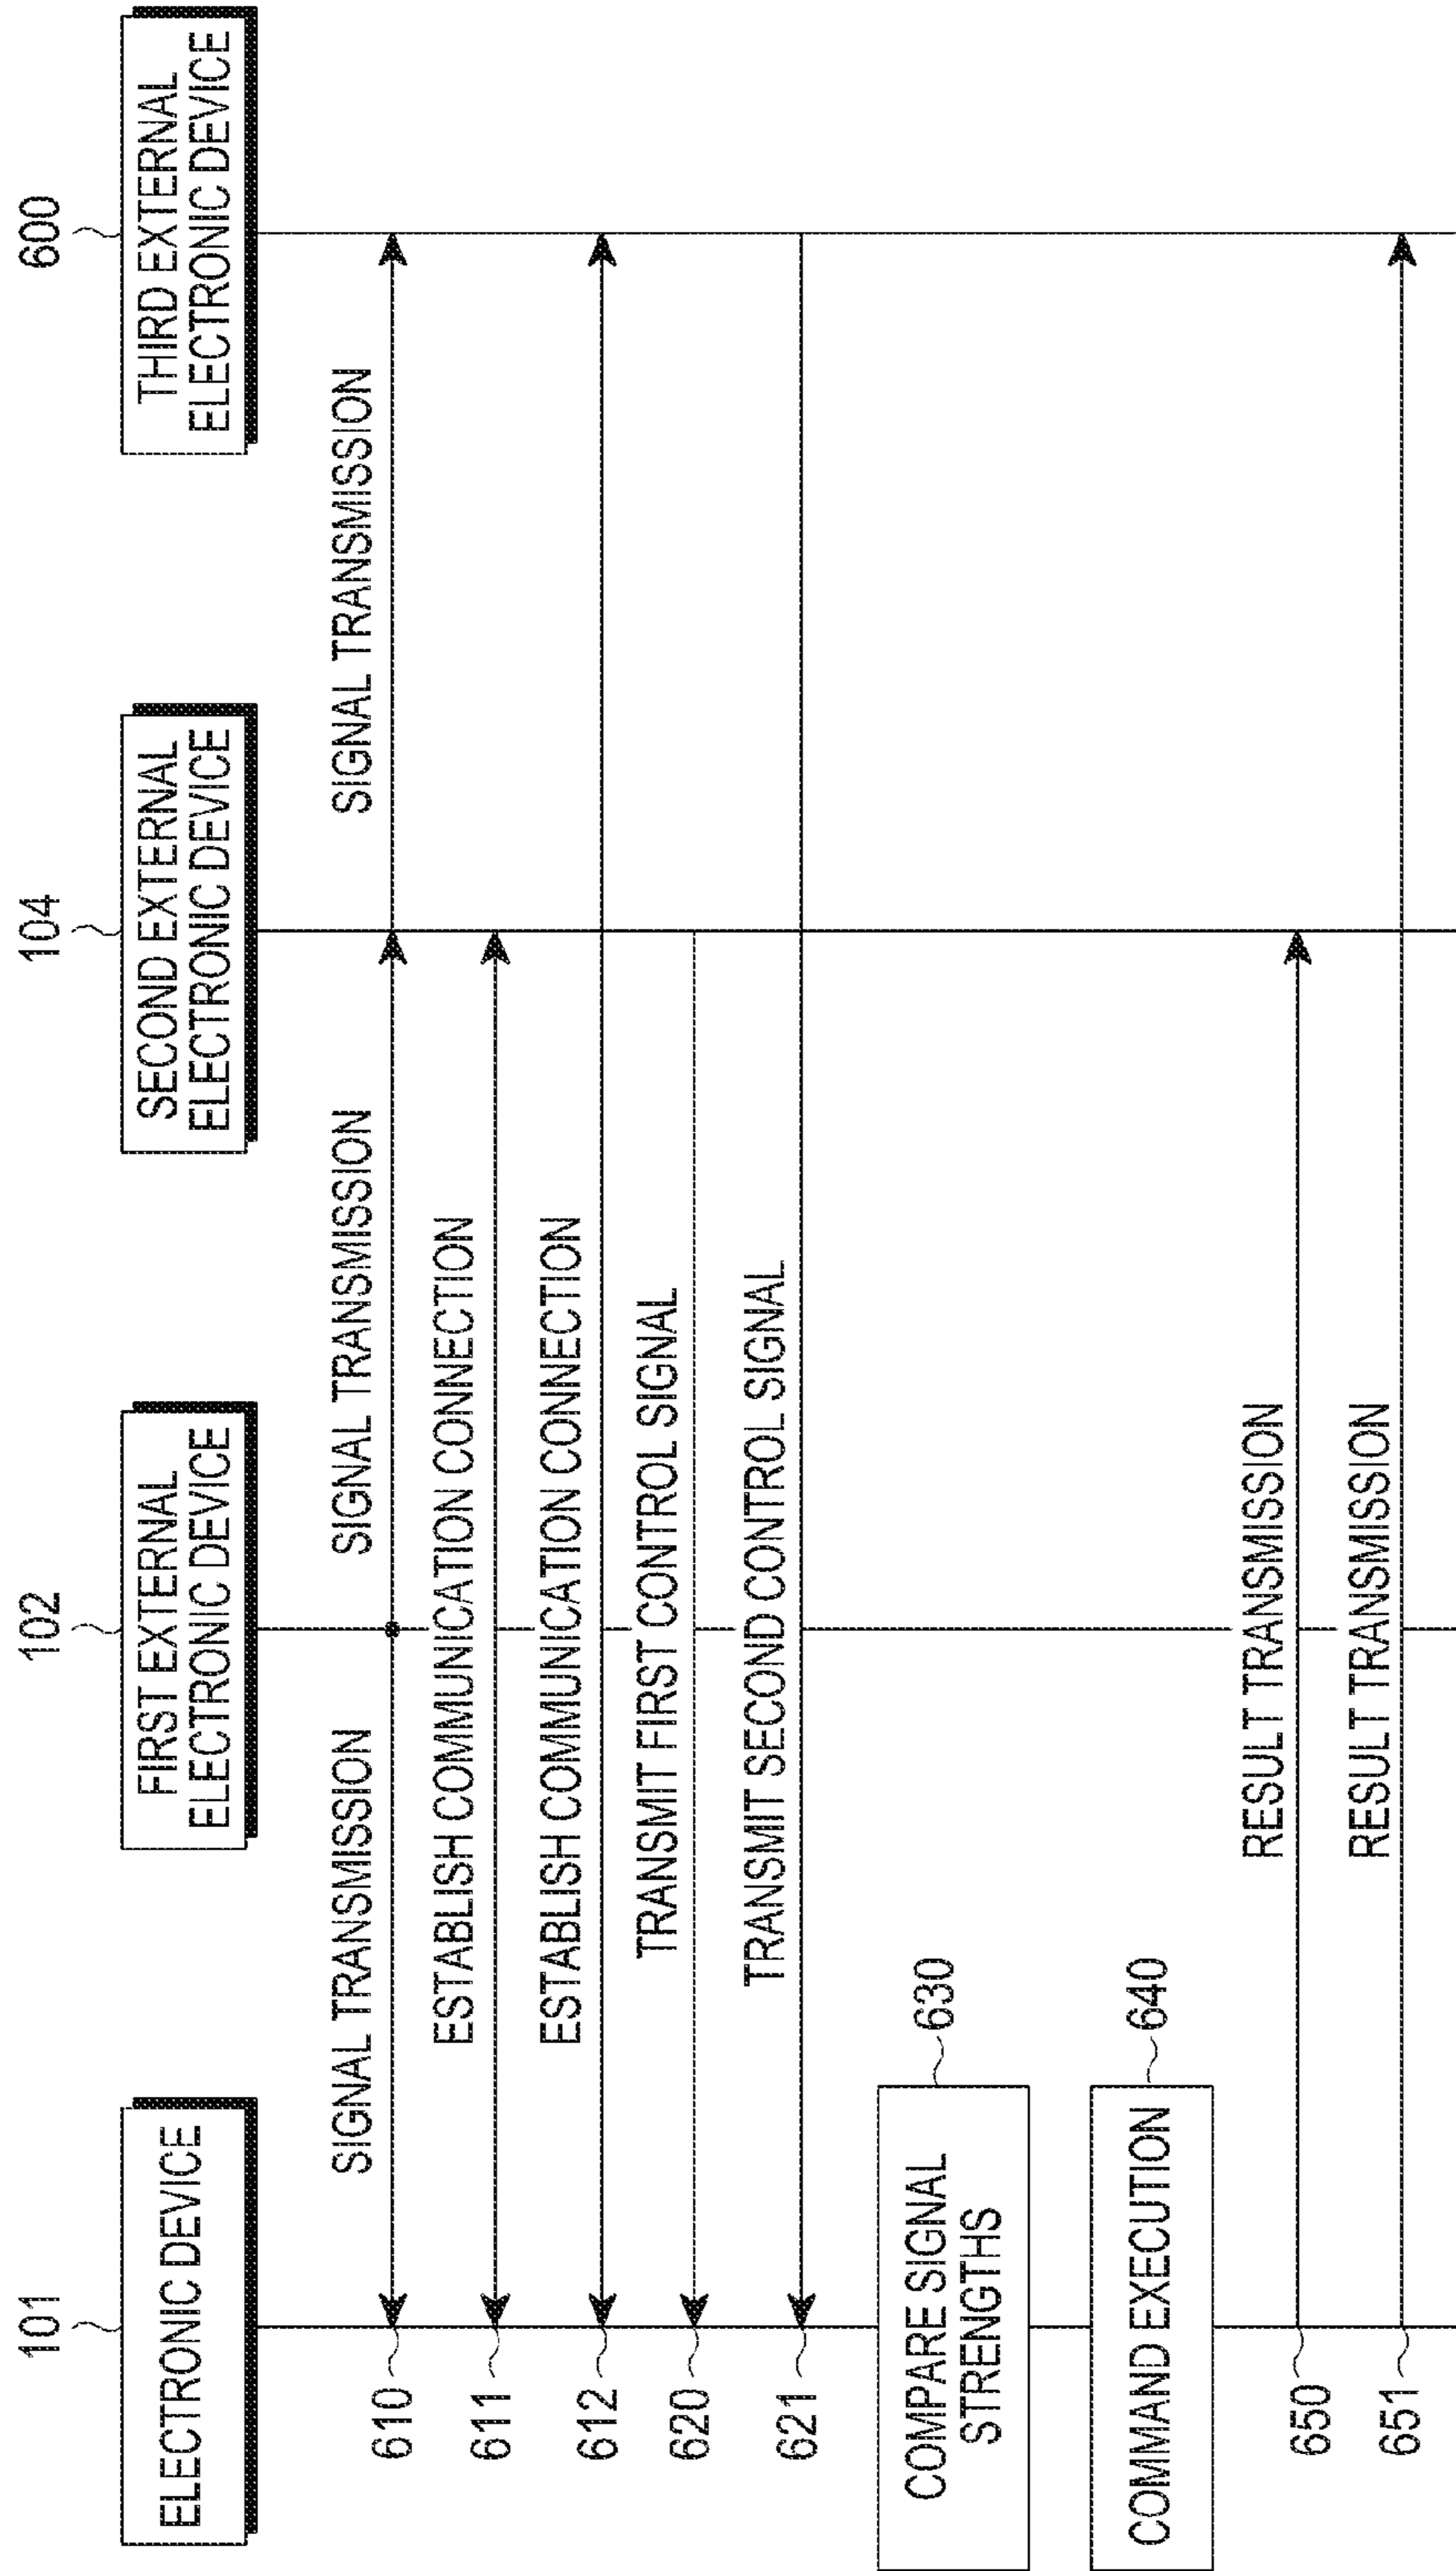 101
102
104
600
ELECTRONIC DEVICE
FIRST EXTERNAL
ELECTRONIC DEVICE
SECOND EXTERNAL
ELECTRONIC DEVICE
THIRD EXTERNAL
ELECTRONIC DEVICE
SIGNAL TRANSMISSION
SIGNAL TRANSMISSION
SIGNAL TRANSMISSION
610
ESTABLISH COMMUNICATION CONNECTION
611
ESTABLISH COMMUNICATION CONNECTION
612
TRANSMIT FIRST CONTROL SIGNAL
620
TRANSMIT SECOND CONTROL SIGNAL
621
COMPARE SIGNAL
STRENGTHS
630
COMMAND EXECUTION
640
RESULT TRANSMISSION
650
RESULT TRANSMISSION
651